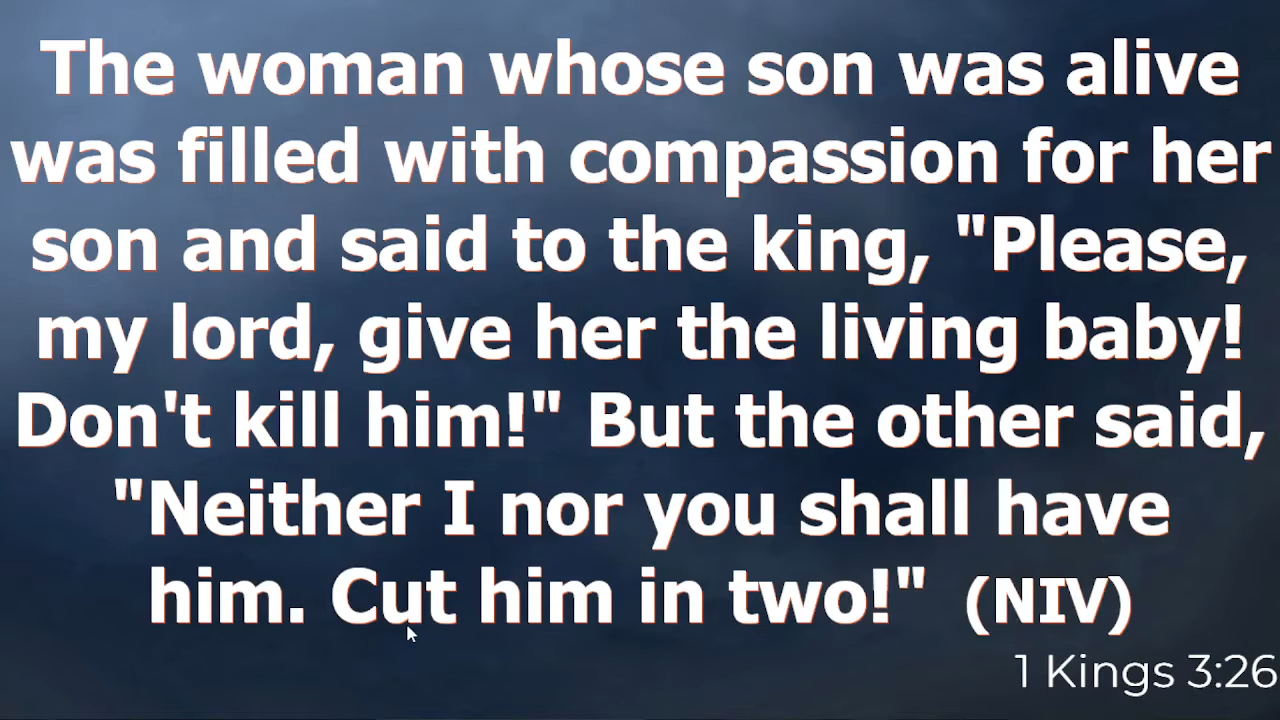 The woman whose son was alive
was filled with compassion for her
son and said to the king, "Please,
my lord, give her the living baby!
Don't kill him!" But the other said,
"Neither I nor you shall have
him. Cut him in two!" (NIV)
1 Kings 3:26